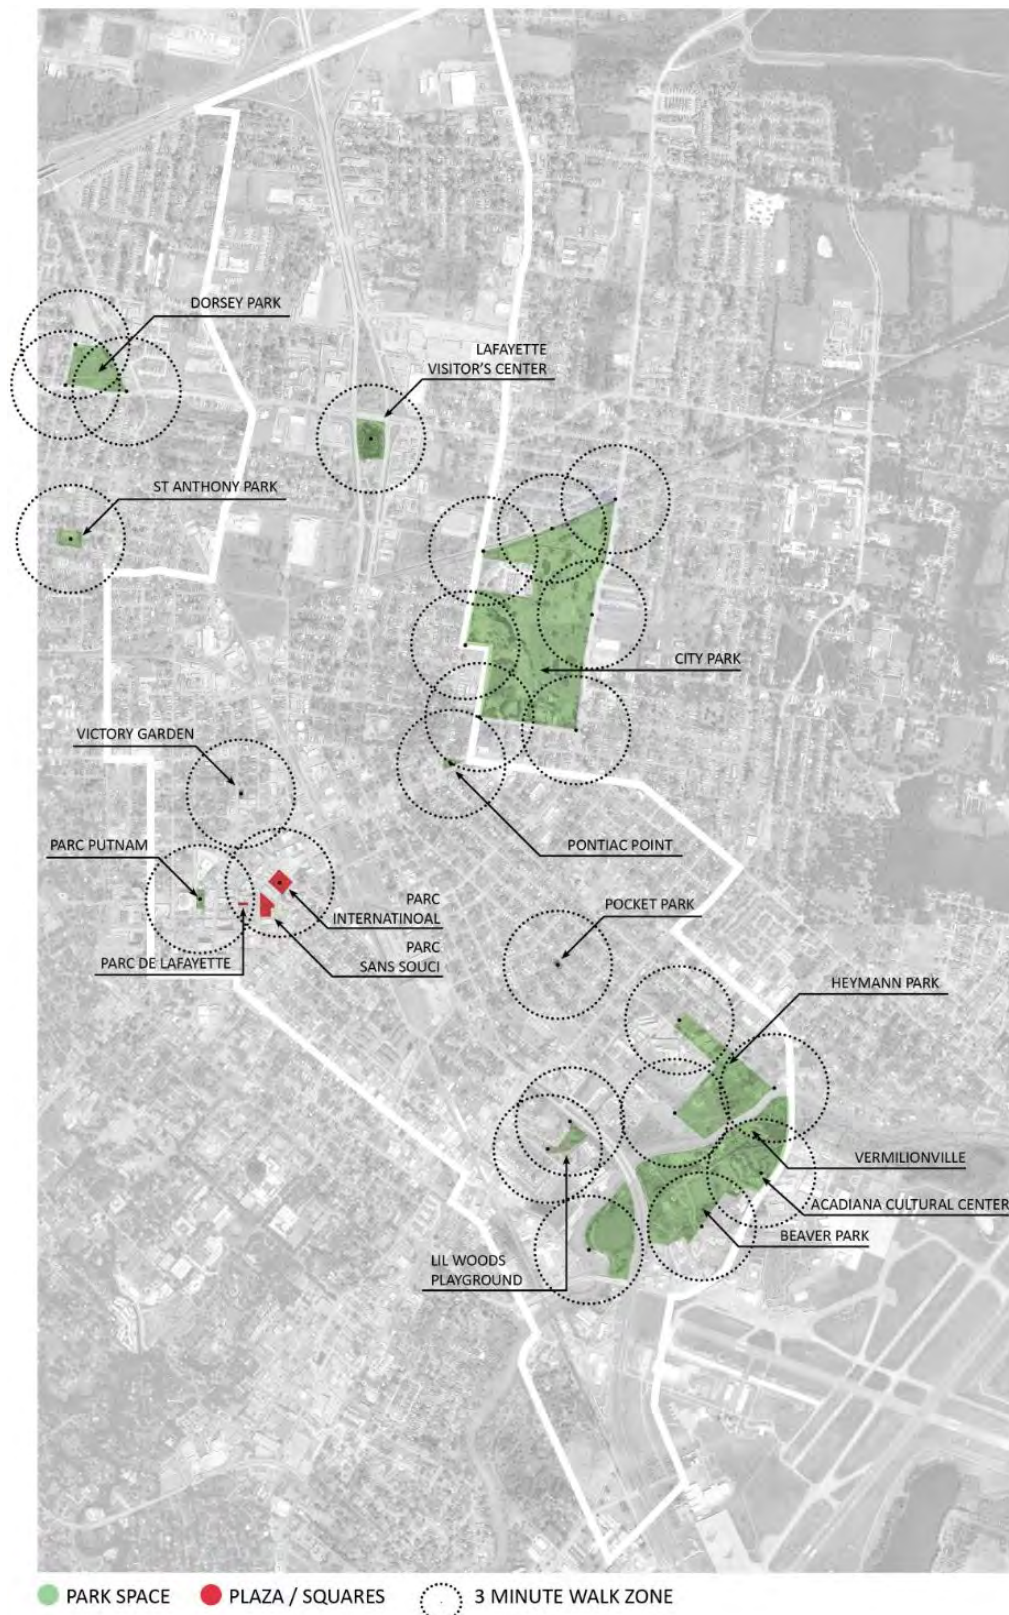 DORSEY PARK
LAFAYETTE
VISITOR'S CENTER
ST ANTHONY PARK
CITY PARK
VICTORY GARDEN
PARC PUTNAM
PONTIAC POINT
PARC
INTERNATINOAL
POCKET PARK
PARC
SANS SOUCI
PARC DE LAFAYETTE
HEYMANN PARK
VERMILIONVILLE
ACADIANA CULTURAL CENTER
BEAVER PARK
LIL WOODS
PLAYGROUND
PARK SPACE
PLAZA / SQUARES
3 MINUTE WALK ZONE